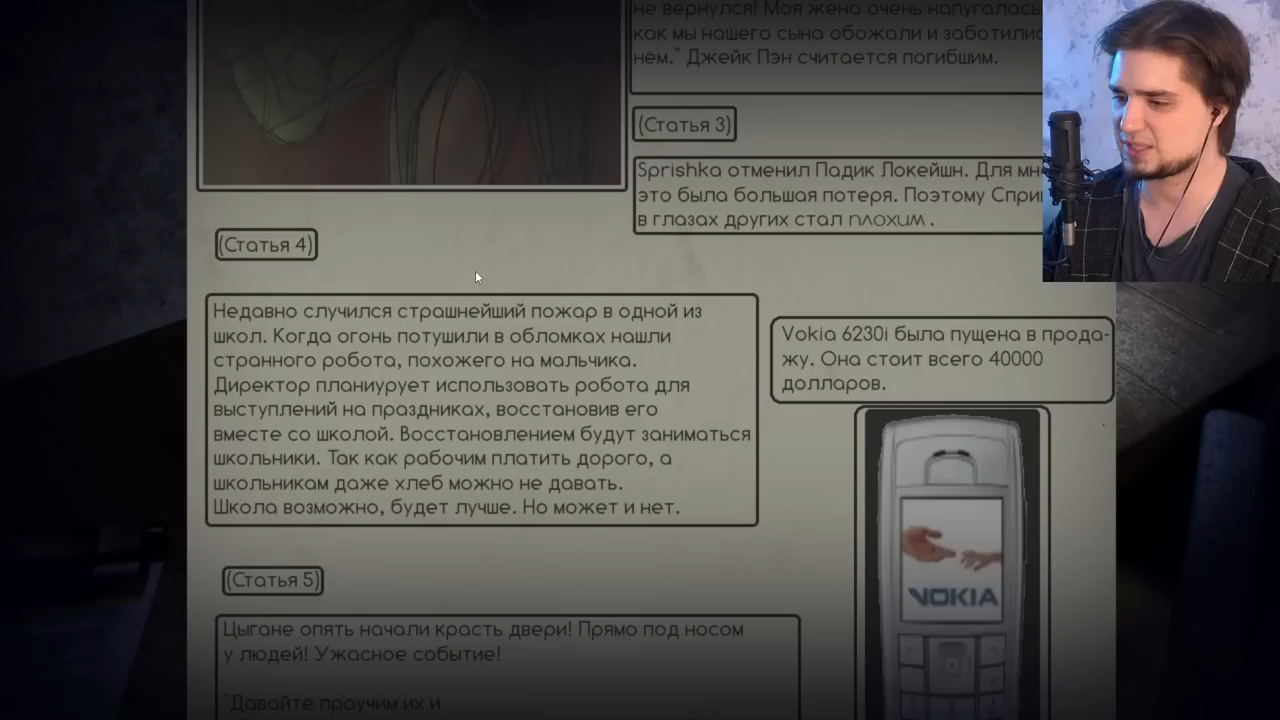 не вернулся! Моя жена очень напугалась
как мы нашего сына обожали и
нём." Джейк Пэн считается погибшим.
(Статья 3)
Sprishka отменил Падик Локейшн. Для
это была большая потеря. Поэтому
в глазах других стал плохим .
(Статья 4)
Недавно случился страшнейший пожар в одной из
школ. Когда огонь потушили в обломках нашли
странного робота, похожего на мальчика.
Директор планиурует использовать робота для
выступлений на праздниках, восстановив его
вместе со школой. Восстановлением будут заниматься
школьники. Так как рабочим платить дорого, а
школьникам даже хлеб можно не давать.
Школа возможно, будет лучше. Но может и нет.
Vokia 6230i была пущена в прода-
жу. Она стоит всего 40000
долларов.
VOKIA
(Статья 5)
Цыгане опять начали красть двери! Прямо под носом
у людей! Ужасное событие!
"Давайте проучим их и